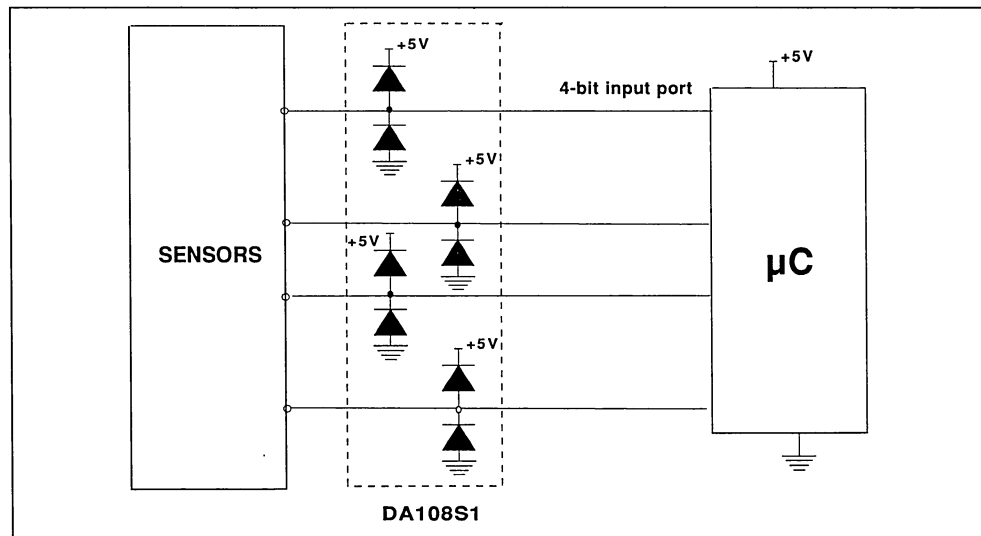 +5V
+5V
4-bit input port
+5V
SENSORS
+5V
µC
+5V
DA108S1